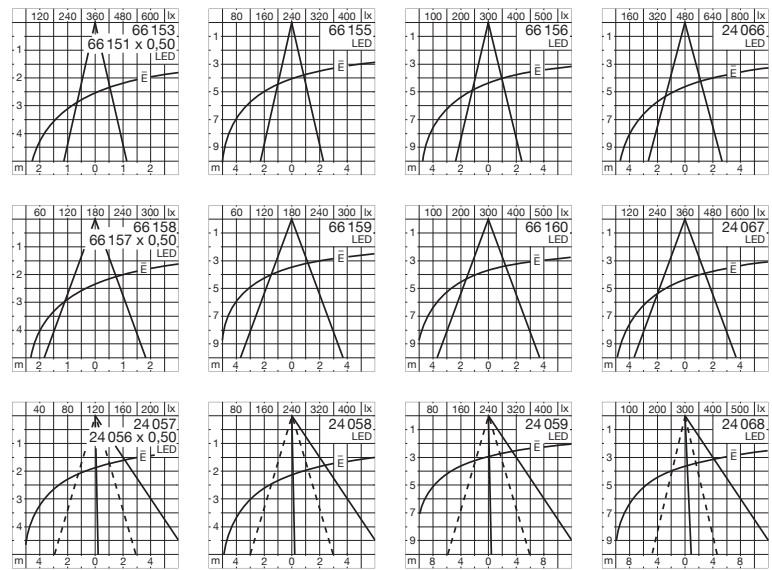 120 240 360 480 600 lx
66 153
66 151 x 0,50
LED
1
Ē
2
3
4
m 2 1 0 1 2
80 160 240 320 400 lx
66 155
LED
1
Ē
3
5
7
9
m 4 2 0 2 4
100 200 300 400 500 lx
66 156
LED
1
Ē
3
5
7
9
m 4 2 0 2 4
160 320 480 640 800 lx
24 066
LED
1
Ē
3
5
7
9
m 4 2 0 2 4
60 120 180 240 300 lx
66 158
66 157 x 0,50
LED
1
Ē
2
3
4
m 2 1 0 1 2
60 120 180 240 300 lx
66 159
LED
1
Ē
3
5
7
9
m 4 2 0 2 4
100 200 300 400 500 lx
66 160
LED
1
Ē
3
5
7
9
m 4 2 0 2 4
120 240 360 480 600 lx
24 067
LED
1
Ē
3
5
7
9
m 4 2 0 2 4
40 80 120 160 200 lx
24 057
24 056 x 0,50
LED
1
Ē
2
3
4
m 4 2 0 2 4
80 160 240 320 400 lx
24 058
LED
1
Ē
2
3
4
m 4 2 0 2 4
80 160 240 320 400 lx
24 059
LED
1
Ē
3
5
7
9
m 8 4 0 4 8
100 200 300 400 500 lx
24 068
LED
1
Ē
3
5
7
9
m 8 4 0 4 8